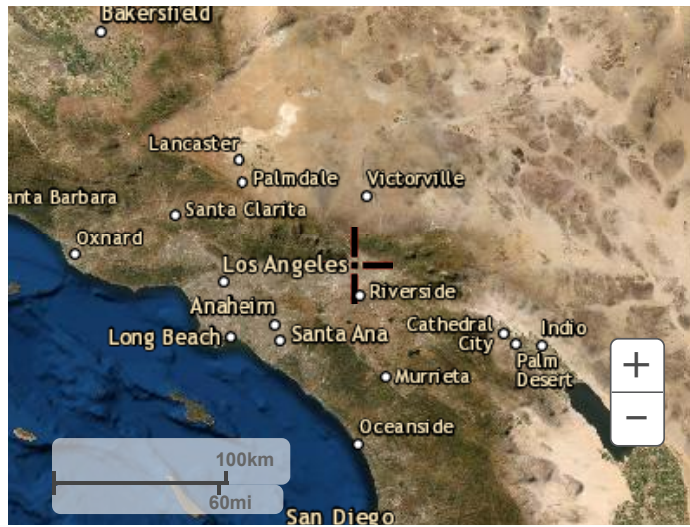 Bakersfield
Lancaster
Palmdale
Victorville
anta Barbara
Santa Clarita
Oxnard
Los Angeles
Riverside
Anaheim
Cathedral
City
Indio
Long Beach
Santa Ana
Palm
Desert
+
Murrieta
−
Oceanside
100km
60mi
San Diego